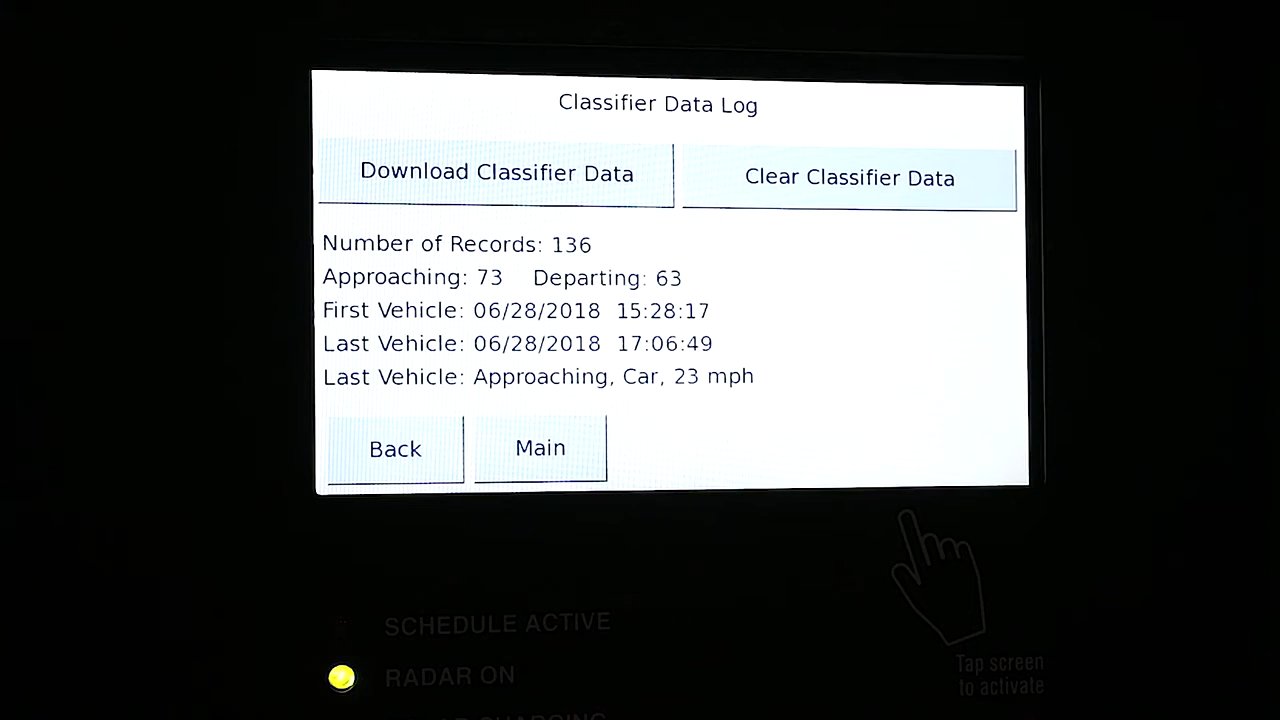 Classifier Data Log
Download Classifier Data
Clear Classifier Data
Number of Records: 136
Approaching: 73 Departing: 63
First Vehicle: 06/28/2018 15:28:17
Last Vehicle: 06/28/2018 17:06:49
Last Vehicle: Approaching, Car, 23 mph
Back
Main
SCHEDULE ACTIVE
RADAR ON
Tap screen
to activate